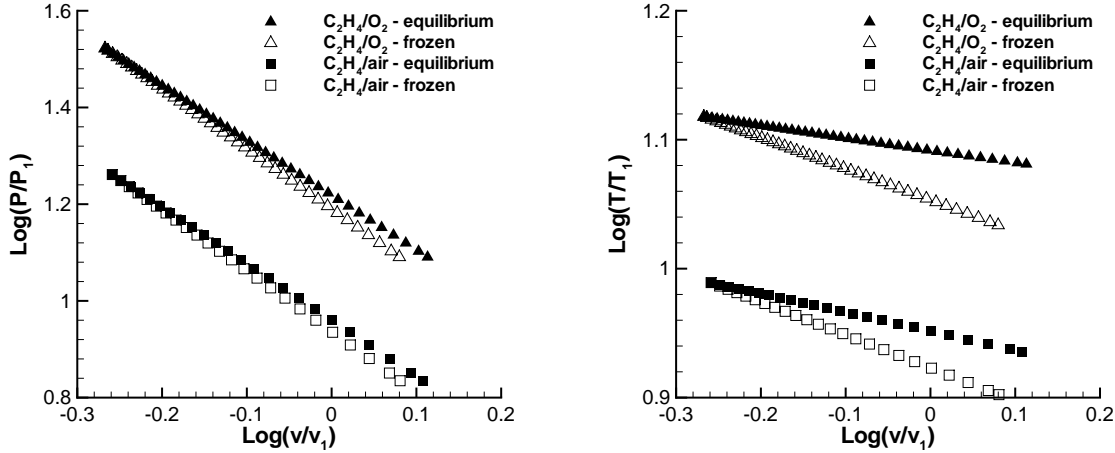 C₂H₄/O₂ - equilibrium
C₂H₄/O₂ - frozen
C₂H₄/air - equilibrium
C₂H₄/air - frozen
1.6
1.4
1.2
1
0.8
Log(P/P₁)
-0.3 -0.2 -0.1 0 0.1 0.2
Log(v/v₁)
C₂H₄/O₂ - equilibrium
C₂H₄/O₂ - frozen
C₂H₄/air - equilibrium
C₂H₄/air - frozen
1.2
1.1
1
0.9
Log(T/T₁)
-0.3 -0.2 -0.1 0 0.1 0.2
Log(v/v₁)